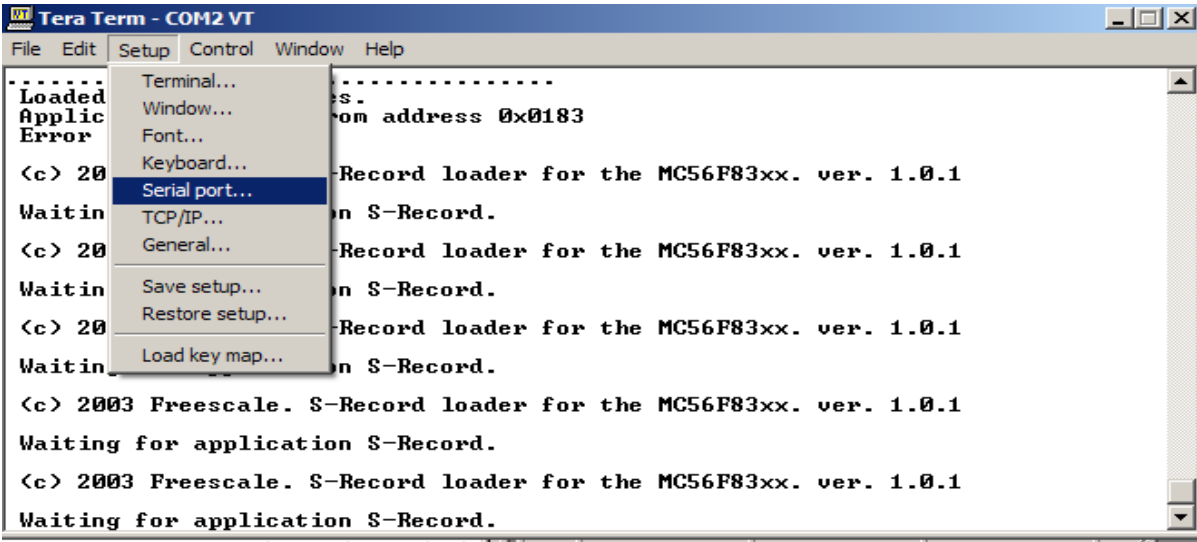 Tera Term - COM2 VT
File Edit Setup Control Window Help
Terminal...
Window...
Font...
Keyboard...
Serial port...
TCP/IP...
General...
Save setup...
Restore setup...
Load key map...
Loaded s.
Applic om address 0x0183
Error
(c) 20 -Record loader for the MC56F83xx. ver. 1.0.1
Waitin n S-Record.
(c) 20 -Record loader for the MC56F83xx. ver. 1.0.1
Waitin n S-Record.
(c) 20 -Record loader for the MC56F83xx. ver. 1.0.1
Waitin n S-Record.
(c) 2003 Freescale. S-Record loader for the MC56F83xx. ver. 1.0.1
Waiting for application S-Record.
(c) 2003 Freescale. S-Record loader for the MC56F83xx. ver. 1.0.1
Waiting for application S-Record.